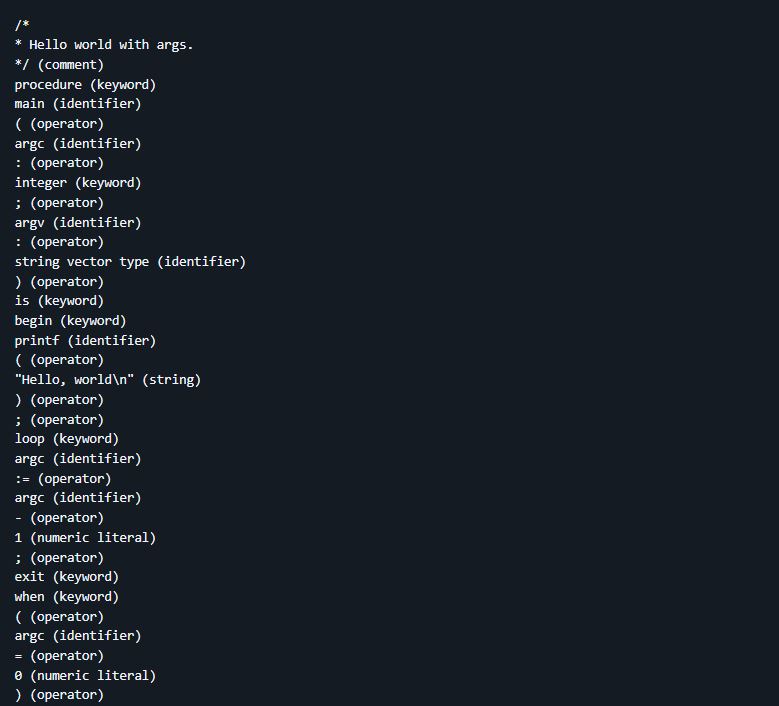 /*
* Hello world with args.
*/ (comment)
procedure (keyword)
main (identifier)
( (operator)
argc (identifier)
: (operator)
integer (keyword)
; (operator)
argv (identifier)
: (operator)
string vector type (identifier)
) (operator)
is (keyword)
begin (keyword)
printf (identifier)
( (operator)
"Hello, world\n" (string)
) (operator)
; (operator)
loop (keyword)
argc (identifier)
:= (operator)
argc (identifier)
- (operator)
1 (numeric literal)
; (operator)
exit (keyword)
when (keyword)
( (operator)
argc (identifier)
= (operator)
0 (numeric literal)
) (operator)